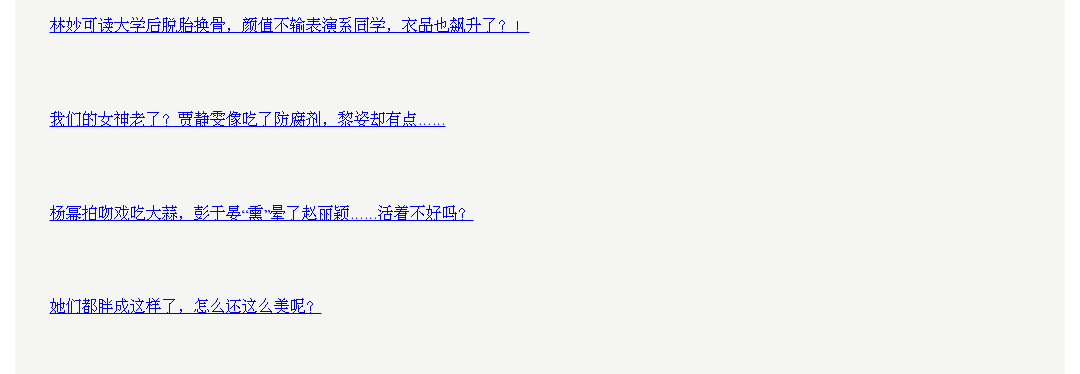 林妙可读大学后脱胎换骨，颜值不输表演系同学，衣品也飙升了？！
我们的女神老了？贾静雯像吃了防腐剂，黎姿却有点……
杨幂拍吻戏吃大蒜，彭于晏“熏”晕了赵丽颖……活着不好吗？
她们都胖成这样了，怎么还这么美呢？